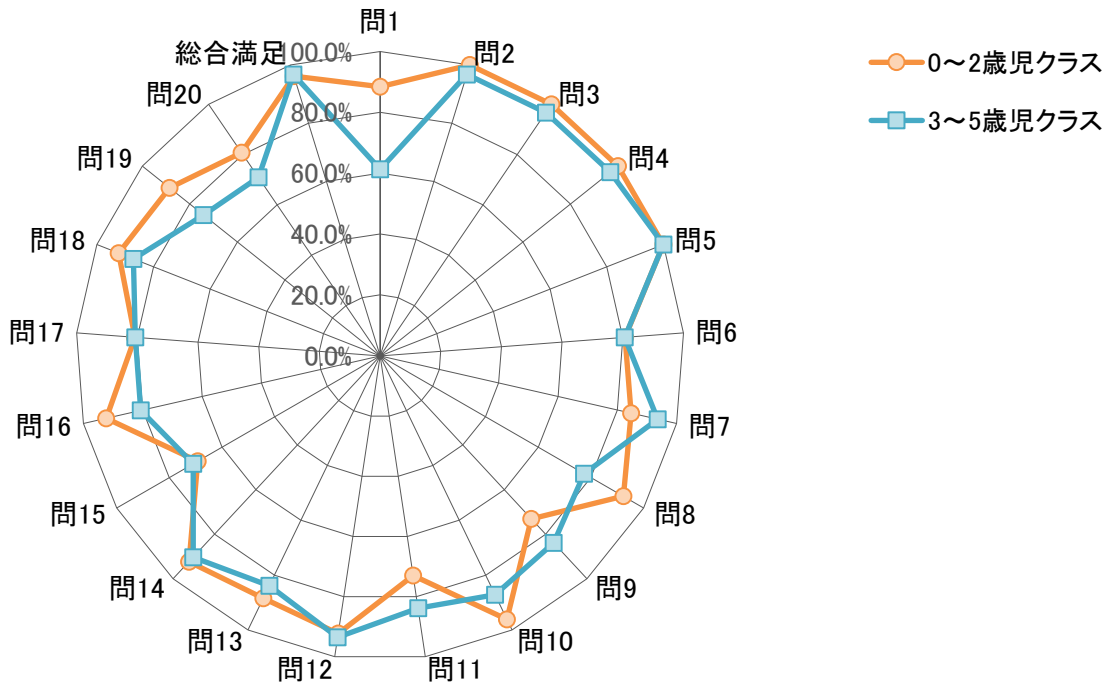 問1
問2
問3
問4
問5
問6
問7
問8
問9
問10
問11
問12
問13
問14
問15
問16
問17
問18
問19
問20
総合満足
100.0%
80.0%
60.0%
40.0%
20.0%
0.0%
0～2歳児クラス
3～5歳児クラス